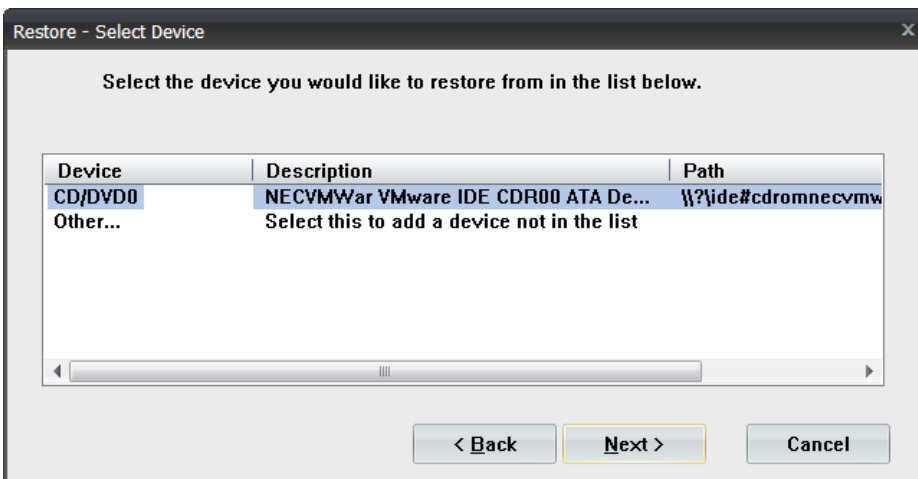 Restore - Select Device
Select the device you would like to restore from in the list below.
Device Description Path
CD/DVD0 NECVMWar VMware IDE CDR00 ATA De... \\?\ide#cdromnecvmw
Other... Select this to add a device not in the list
< Back Next > Cancel